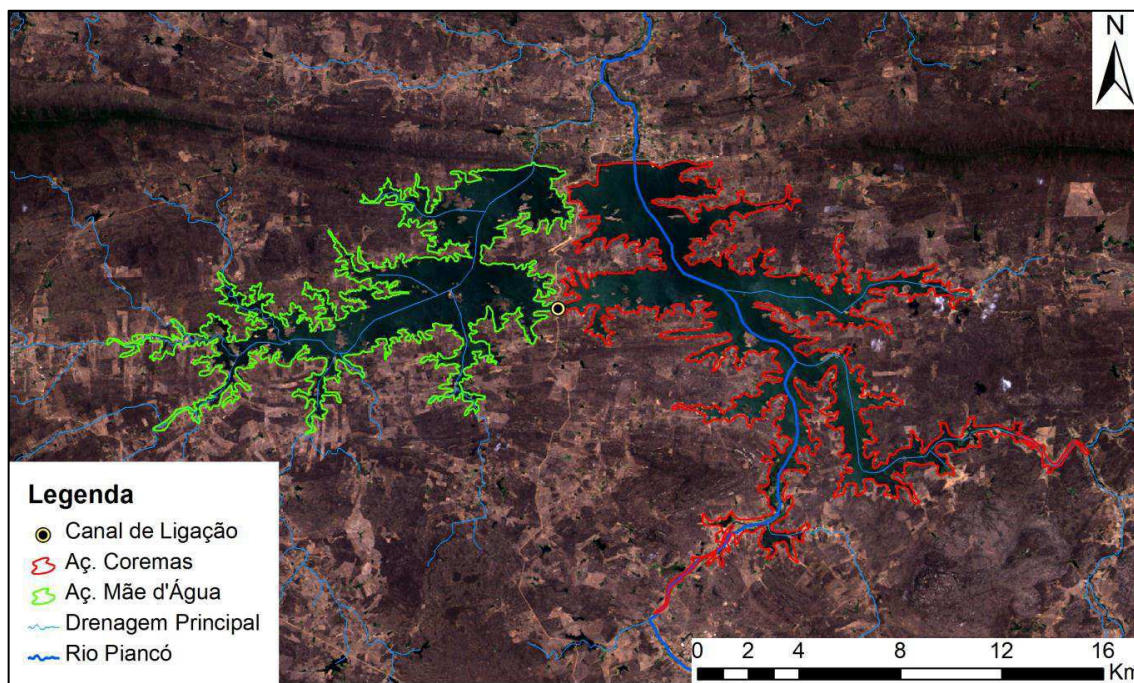 N
Legenda
Canal de Ligação
Aç. Coremas
Aç. Mãe d'Água
Drenagem Principal
Rio Piancó
0 2 4 8 12 16
Km